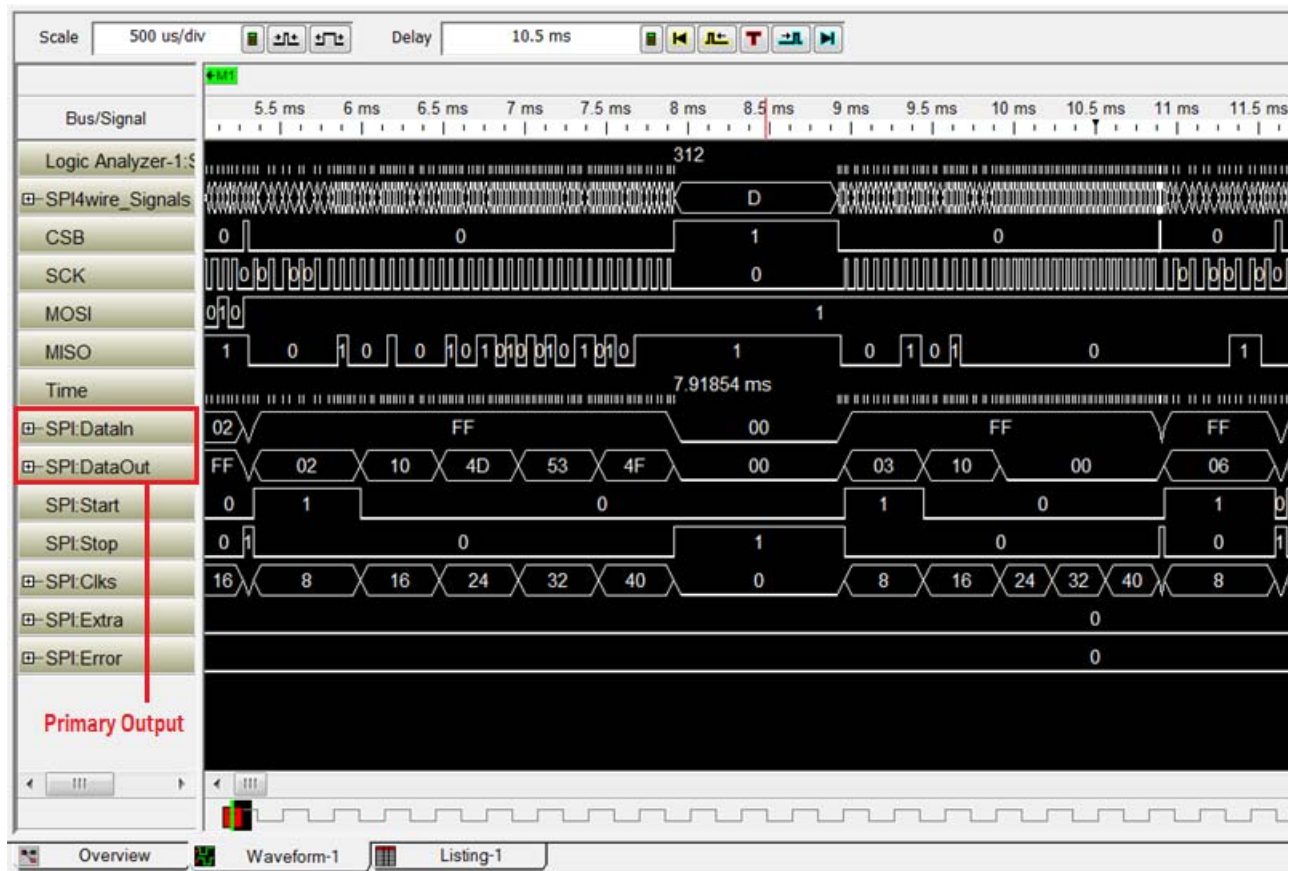 Scale 500 us/div Delay 10.5 ms T
M1
Bus/Signal 5.5 ms 6 ms 6.5 ms 7 ms 7.5 ms 8 ms 8.5 ms 9 ms 9.5 ms 10 ms 10.5 ms 11 ms 11.5 ms
Logic Analyzer-1: 312
SPI4wire_Signals D
CSB 0 0 1 0 0
SCK 0 0 0 0 0 0 0 0 0 0
MOSI 0 1 0 1
MISO 1 0 1 0 0 1 0 1 0 1 0 0 1 0 1 0 1 0 1 0 1 0 1 0 1
Time 7.91854 ms
SPI:DataIn 02 FF 00 FF FF
SPI:DataOut FF 02 10 4D 53 4F 00 03 10 00 06
SPI:Start 0 1 0 1 0 1 0
SPI:Stop 0 1 0 1 0 0 1
SPI:Clks 16 8 16 24 32 40 0 8 16 24 32 40 8
SPI:Extra 0
SPI:Error 0
Primary Output
Overview Waveform-1 Listing-1